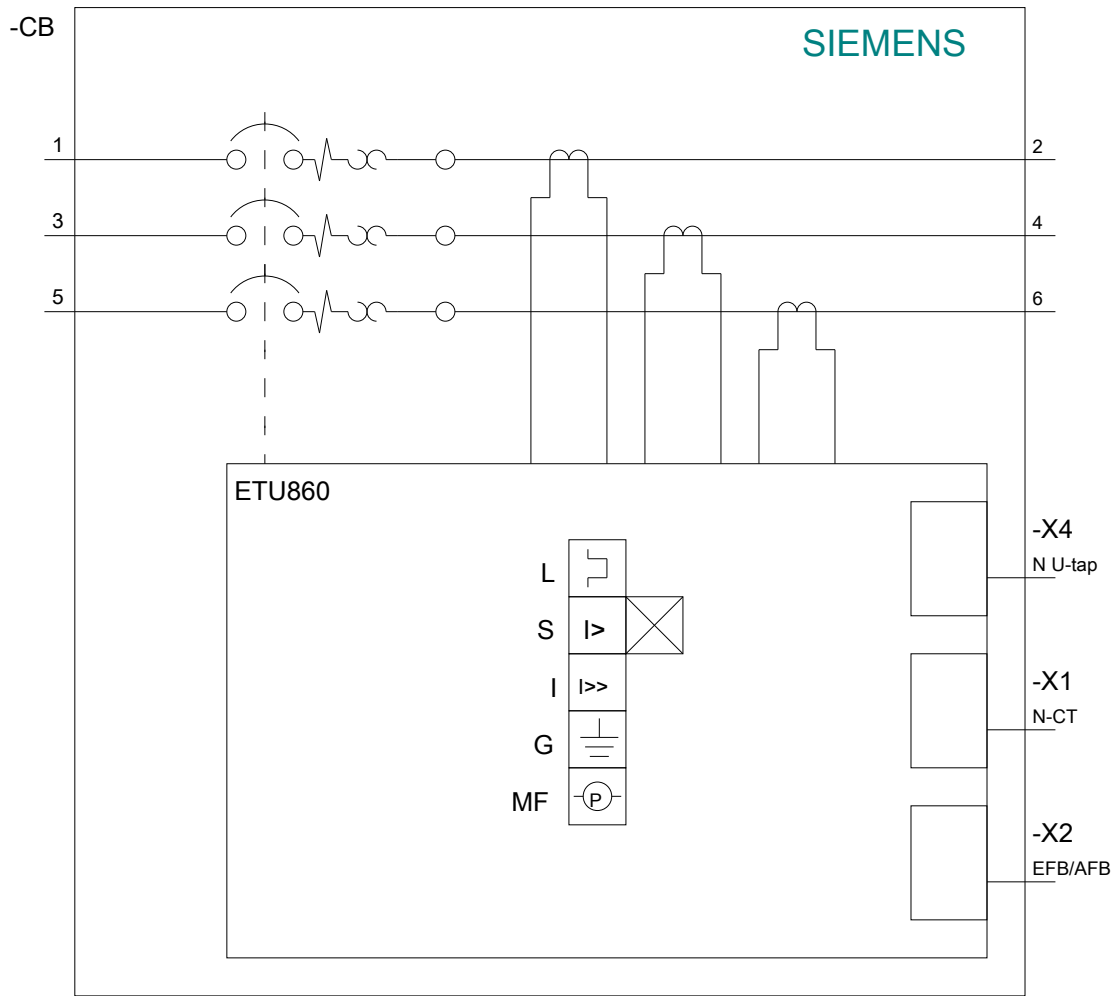 -CB
SIEMENS
1
2
3
4
5
6
ETU860
-X4
N U-tap
L
S
I>
I
I>>
-X1
N-CT
G
MF
P
-X2
EFB/AFB